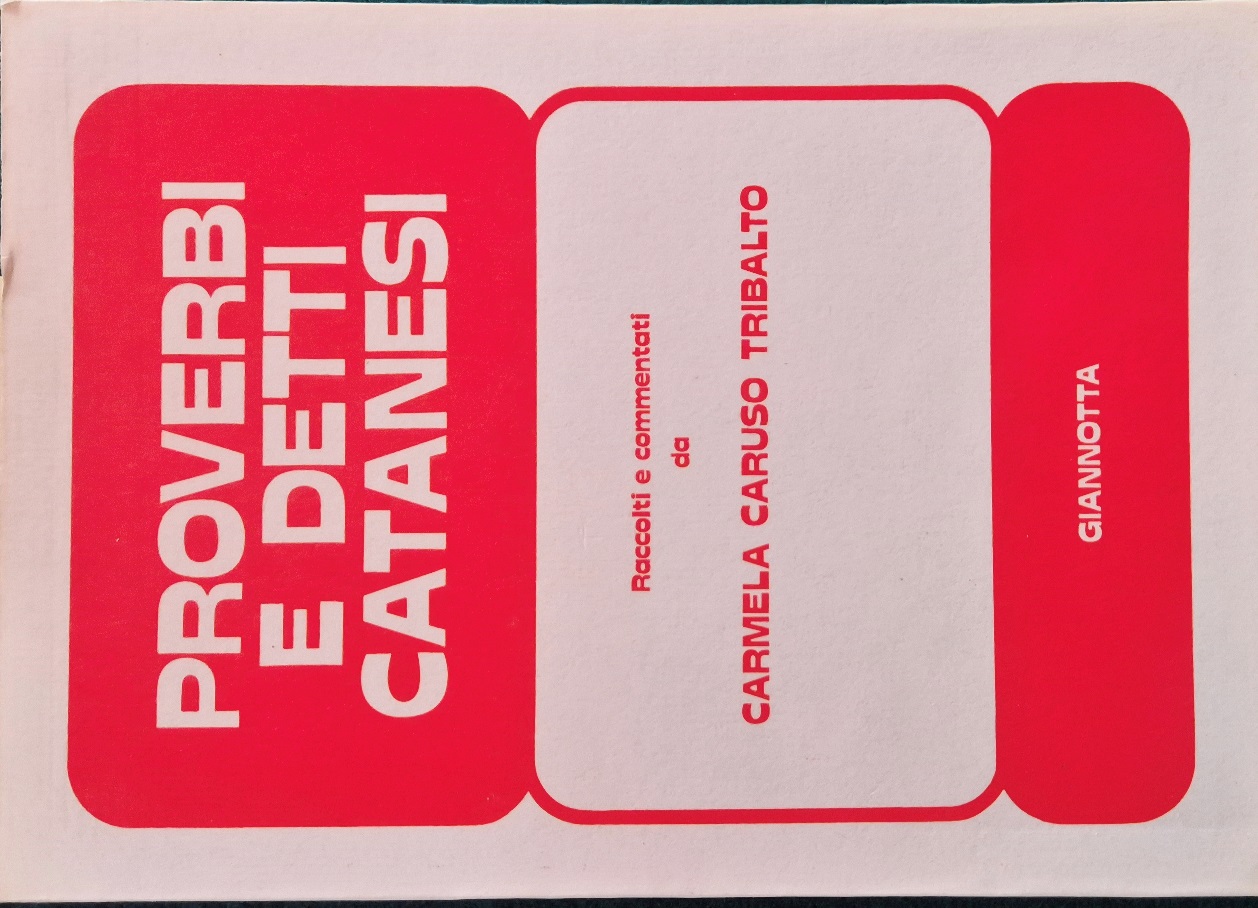 PROVERBI
E DETTI
CATANESI
Raccolti e commentati
da
CARMELA CARUSO TRIBALTO
GIANNOTTA